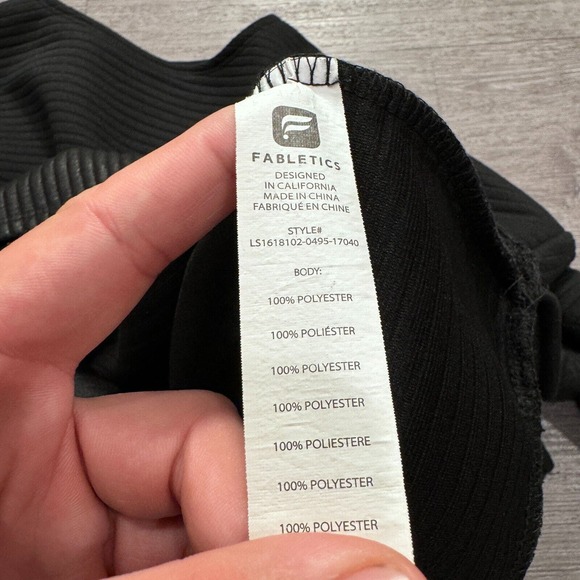 FABLETICS
DESIGNED
IN CALIFORNIA
MADE IN CHINA
FABRIQUÉ EN CHINE
STYLE#
LS1618102-0495-17040
BODY:
100% POLYESTER
100% POLIÉSTER
100% POLYESTER
100% POLYESTER
100% POLIESTERE
100% POLYESTER
100% POLYESTER